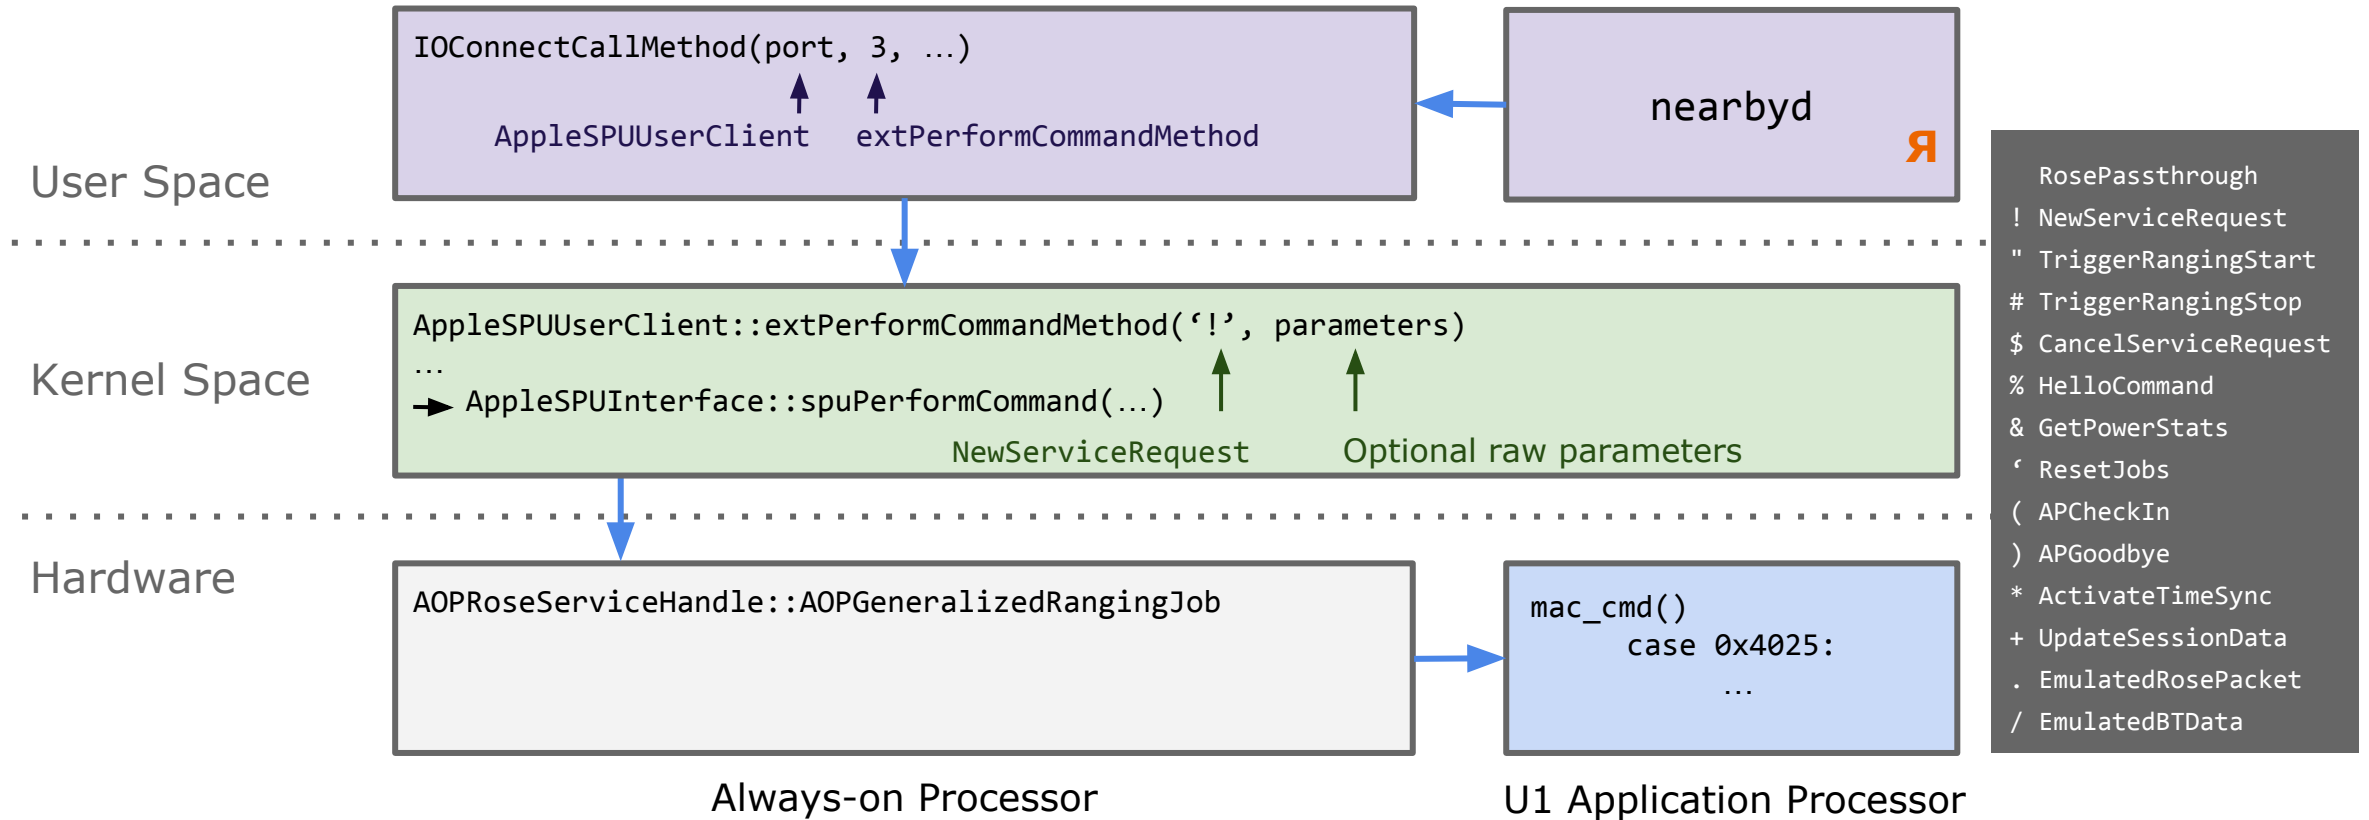 IOConnectCallMethod(port, 3, …)
AppleSPUUserClient extPerformCommandMethod
nearbyd
Я
User Space
AppleSPUUserClient::extPerformCommandMethod(‘!’, parameters)
…
AppleSPUInterface::spuPerformCommand(…)
NewServiceRequest Optional raw parameters
Kernel Space
Hardware
AOPRoseServiceHandle::AOPGeneralizedRangingJob
mac_cmd()
case 0x4025:
…
Always-on Processor
U1 Application Processor
RosePassthrough
! NewServiceRequest
" TriggerRangingStart
# TriggerRangingStop
$ CancelServiceRequest
% HelloCommand
& GetPowerStats
‘ ResetJobs
( APCheckIn
) APGoodbye
* ActivateTimeSync
+ UpdateSessionData
. EmulatedRosePacket
/ EmulatedBTData